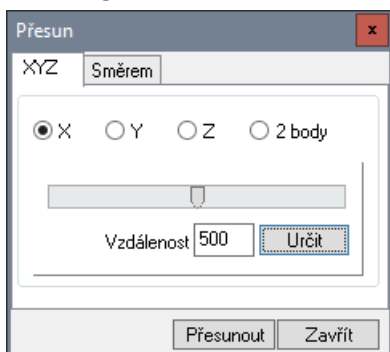 Přesun x
XYZ Směrem
X Y Z 2 body
Vzdálenost 500 Určit
Přesunout Zavřít